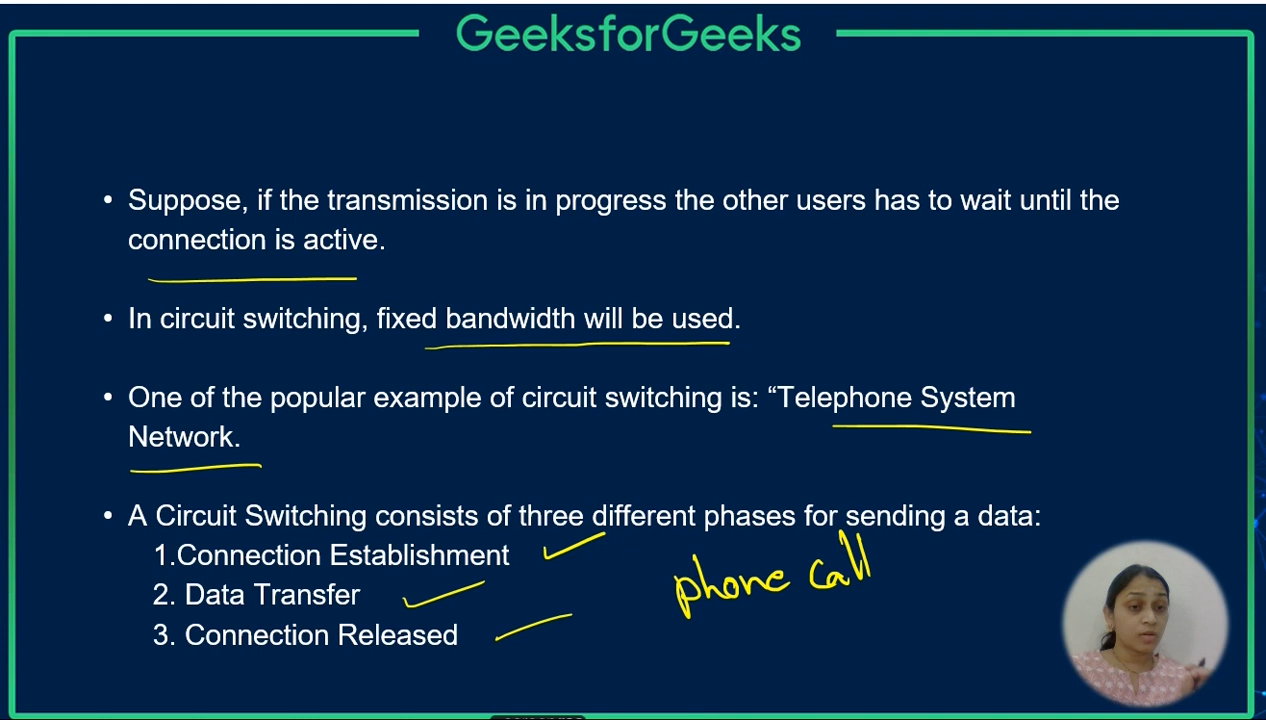 GeeksforGeeks
• Suppose, if the transmission is in progress the other users has to wait until the
connection is active.
• In circuit switching, fixed bandwidth will be used.
• One of the popular example of circuit switching is: “Telephone System
Network.
• A Circuit Switching consists of three different phases for sending a data:
1.Connection Establishment
2. Data Transfer
3. Connection Released
phone call